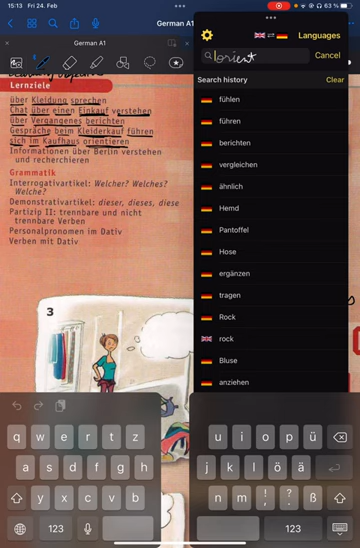 15:13 Fri 24. Feb
63 %
German A1
German A1
Lernziele
über Kleidung sprechen
Chat über einen Einkauf verstehen
über Vergangenes berichten
Gespräche beim Kleiderkauf führen
sich im Kaufhaus orientieren
Informationen über Berlin verstehen
und recherchieren
Grammatik
Interrogativartikel: Welcher? Welches?
Welche?
Demonstrativartikel: dieser, dieses, diese
Partizip II: trennbare und nicht
trennbare Verben
Personalpronomen im Dativ
Verben mit Dativ
3
Languages
Cancel
Search history Clear
fühlen
führen
berichten
vergleichen
ähnlich
Hemd
Pantoffel
Hose
ergänzen
tragen
Rock
rock
Bluse
anziehen
q w e r t z u i o p ü
a s d f g h j k l ö ä
y x c v b n m ! , ? . ß
123 123